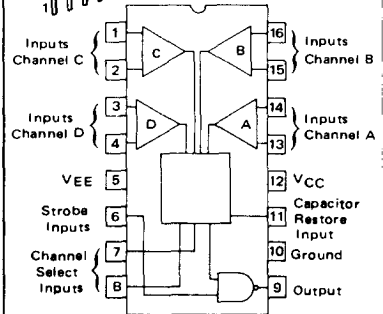 1
1
16
Inputs
Channel C
C
B
Inputs
Channel B
2
15
3
14
Inputs
Channel D
D
A
Inputs
Channel A
4
13
VEE
5
12
VCC
Strobe
Inputs
6
11
Capacitor
Restore
Input
7
10
Ground
Channel
Select
Inputs
8
9
Output